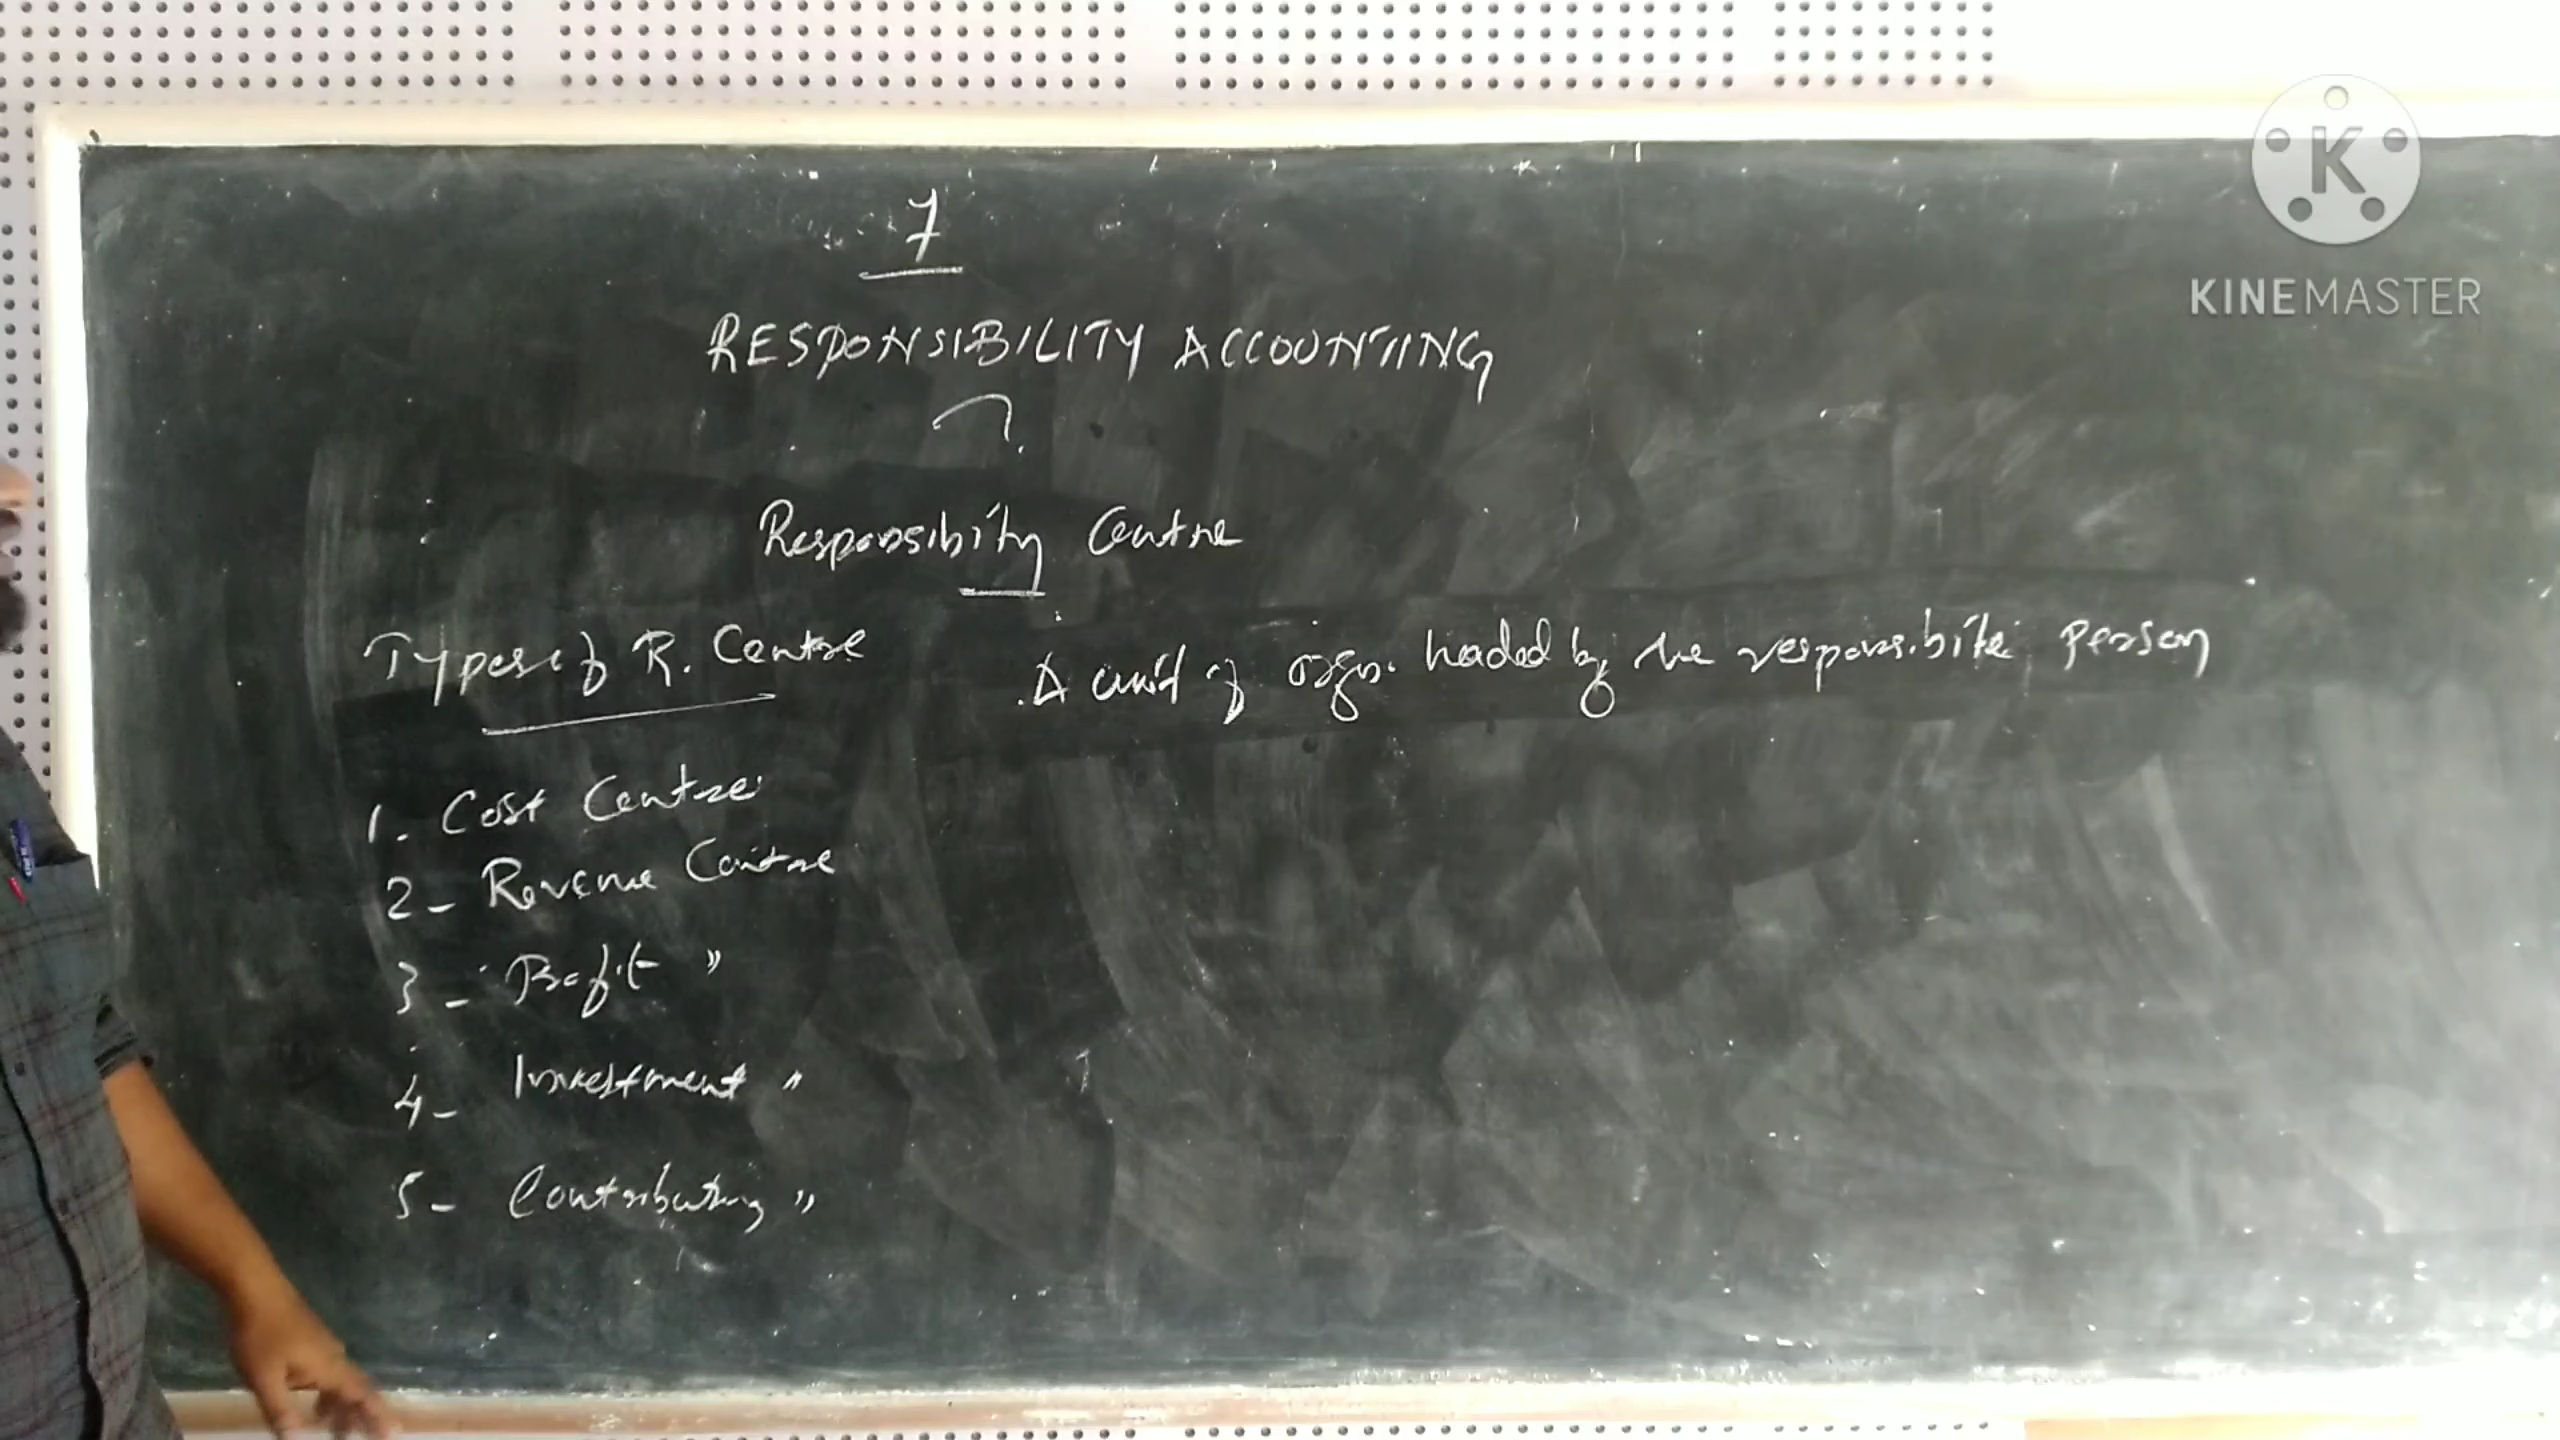 7
RESPONSIBILITY ACCOUNTING
Responsibility Centre
Types of R. Centre
A unit of orgn. headed by the responsibile person
1. Cost Centre
2- Revenue Centre
3- Profit "
4- Investment "
5- Contributing "
K
KINEMASTER